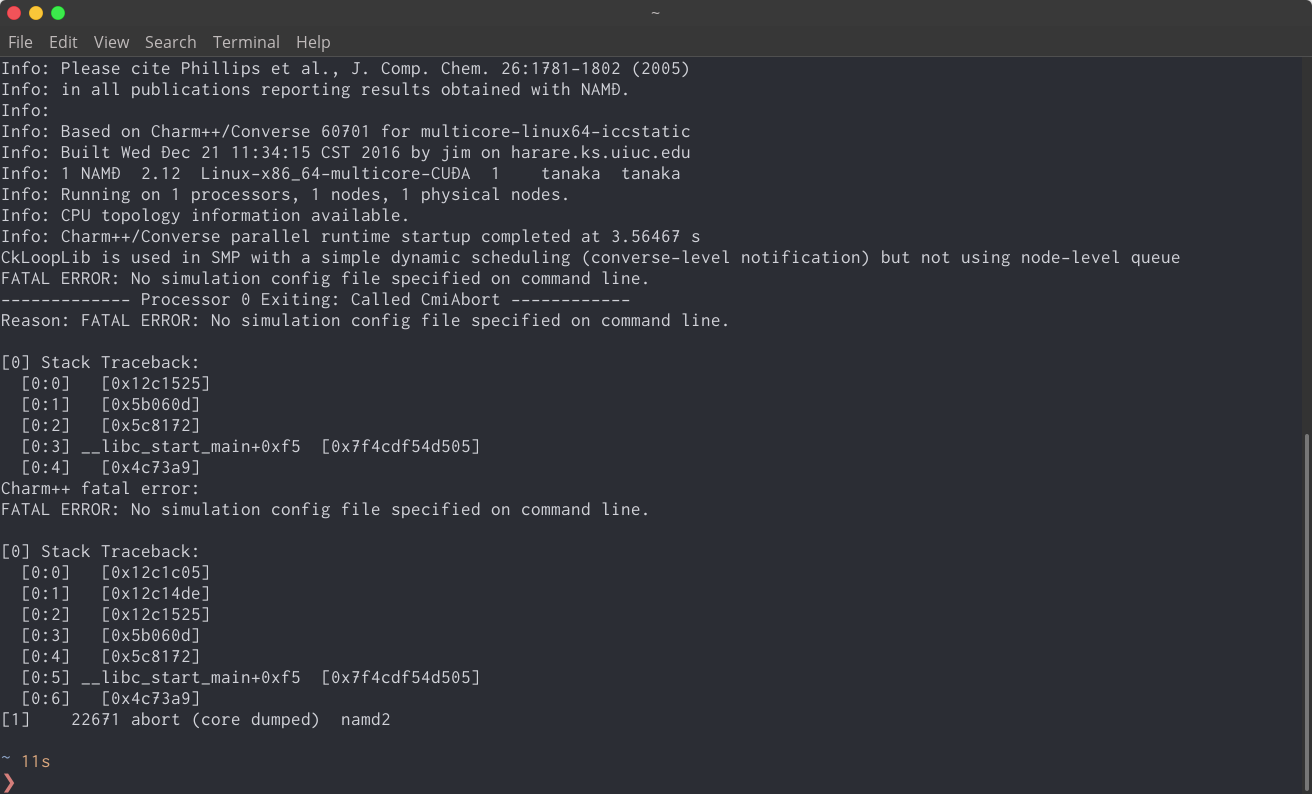 ~
File Edit View Search Terminal Help
Info: Please cite Phillips et al., J. Comp. Chem. 26:1781-1802 (2005)
Info: in all publications reporting results obtained with NAMD.
Info:
Info: Based on Charm++/Converse 60701 for multicore-linux64-iccstatic
Info: Built Wed Dec 21 11:34:15 CST 2016 by jim on harare.ks.uiuc.edu
Info: 1 NAMD  2.12  Linux-x86_64-multicore-CUDA  1    tanaka  tanaka
Info: Running on 1 processors, 1 nodes, 1 physical nodes.
Info: CPU topology information available.
Info: Charm++/Converse parallel runtime startup completed at 3.56467 s
CkLoopLib is used in SMP with a simple dynamic scheduling (converse-level notification) but not using node-level queue
FATAL ERROR: No simulation config file specified on command line.
------------- Processor 0 Exiting: Called CmiAbort ------------
Reason: FATAL ERROR: No simulation config file specified on command line.
[0] Stack Traceback:
  [0:0]   [0x12c1525]
  [0:1]   [0x5b060d]
  [0:2]   [0x5c8172]
  [0:3] __libc_start_main+0xf5  [0x7f4cdf54d505]
  [0:4]   [0x4c73a9]
Charm++ fatal error:
FATAL ERROR: No simulation config file specified on command line.
[0] Stack Traceback:
  [0:0]   [0x12c1c05]
  [0:1]   [0x12c14de]
  [0:2]   [0x12c1525]
  [0:3]   [0x5b060d]
  [0:4]   [0x5c8172]
  [0:5] __libc_start_main+0xf5  [0x7f4cdf54d505]
  [0:6]   [0x4c73a9]
[1]    22671 abort (core dumped)  namd2
~ 11s
❯